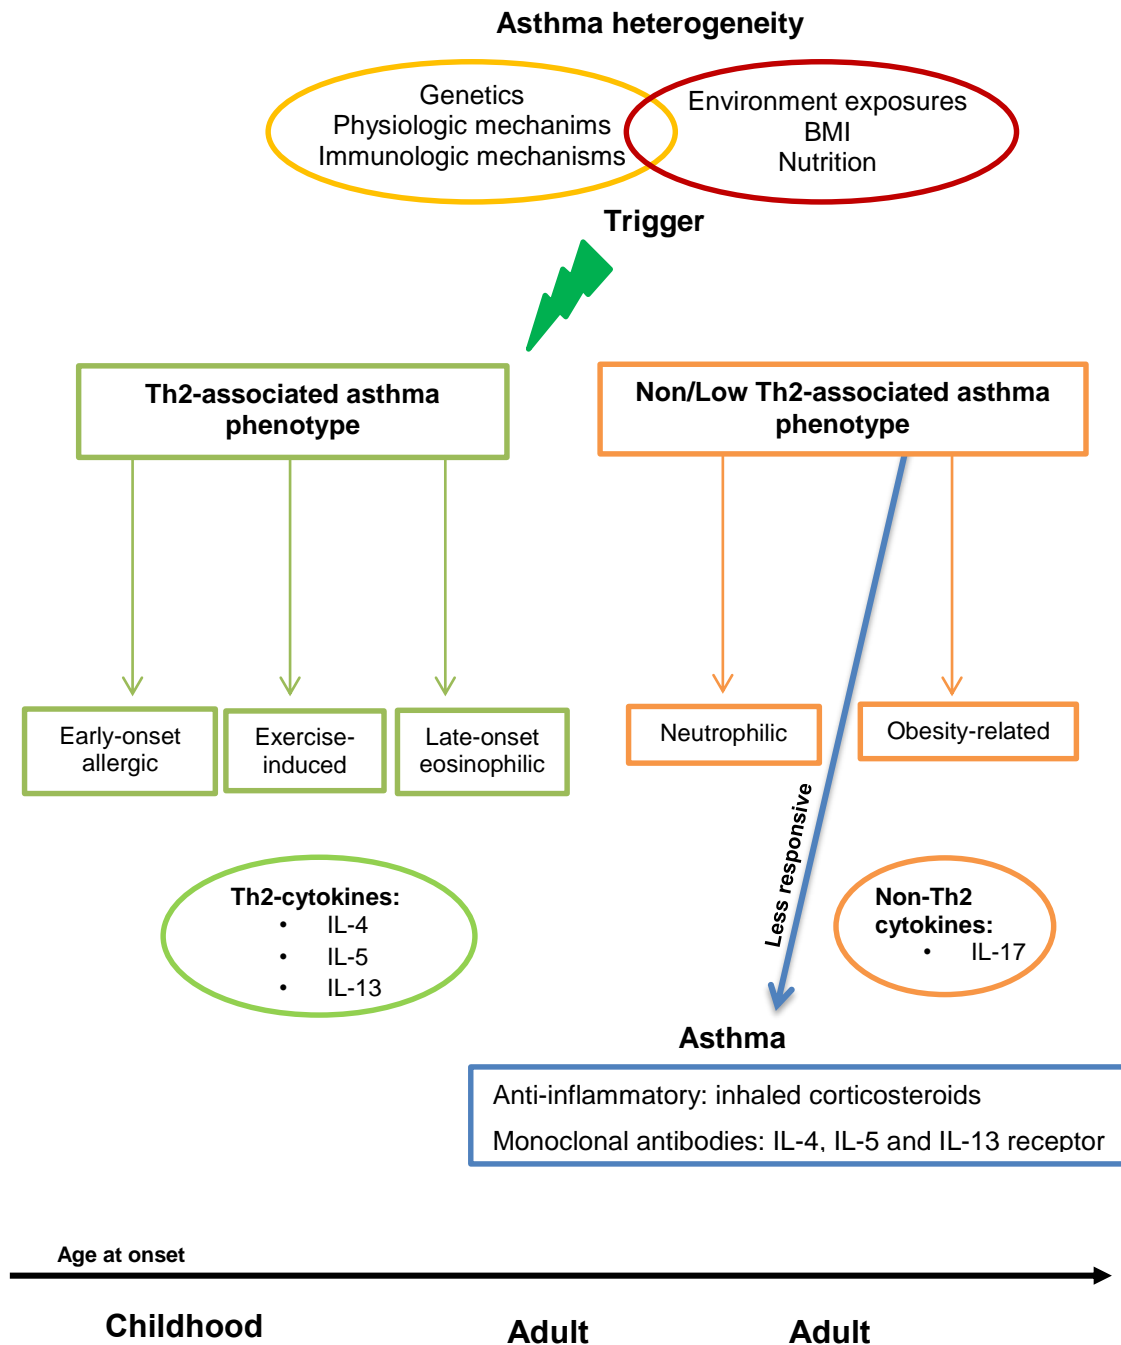 Asthma heterogeneity
Genetics
Physiologic mechanims
Immunologic mechanisms
Environment exposures
BMI
Nutrition
Trigger
Th2-associated asthma
phenotype
Non/Low Th2-associated asthma
phenotype
Early-onset
allergic
Exercise-
induced
Late-onset
eosinophilic
Neutrophilic
Obesity-related
Less responsive
Th2-cytokines:
• IL-4
• IL-5
• IL-13
Non-Th2
cytokines:
• IL-17
Asthma
Anti-inflammatory: inhaled corticosteroids
Monoclonal antibodies: IL-4, IL-5 and IL-13 receptor
Age at onset
Childhood
Adult
Adult